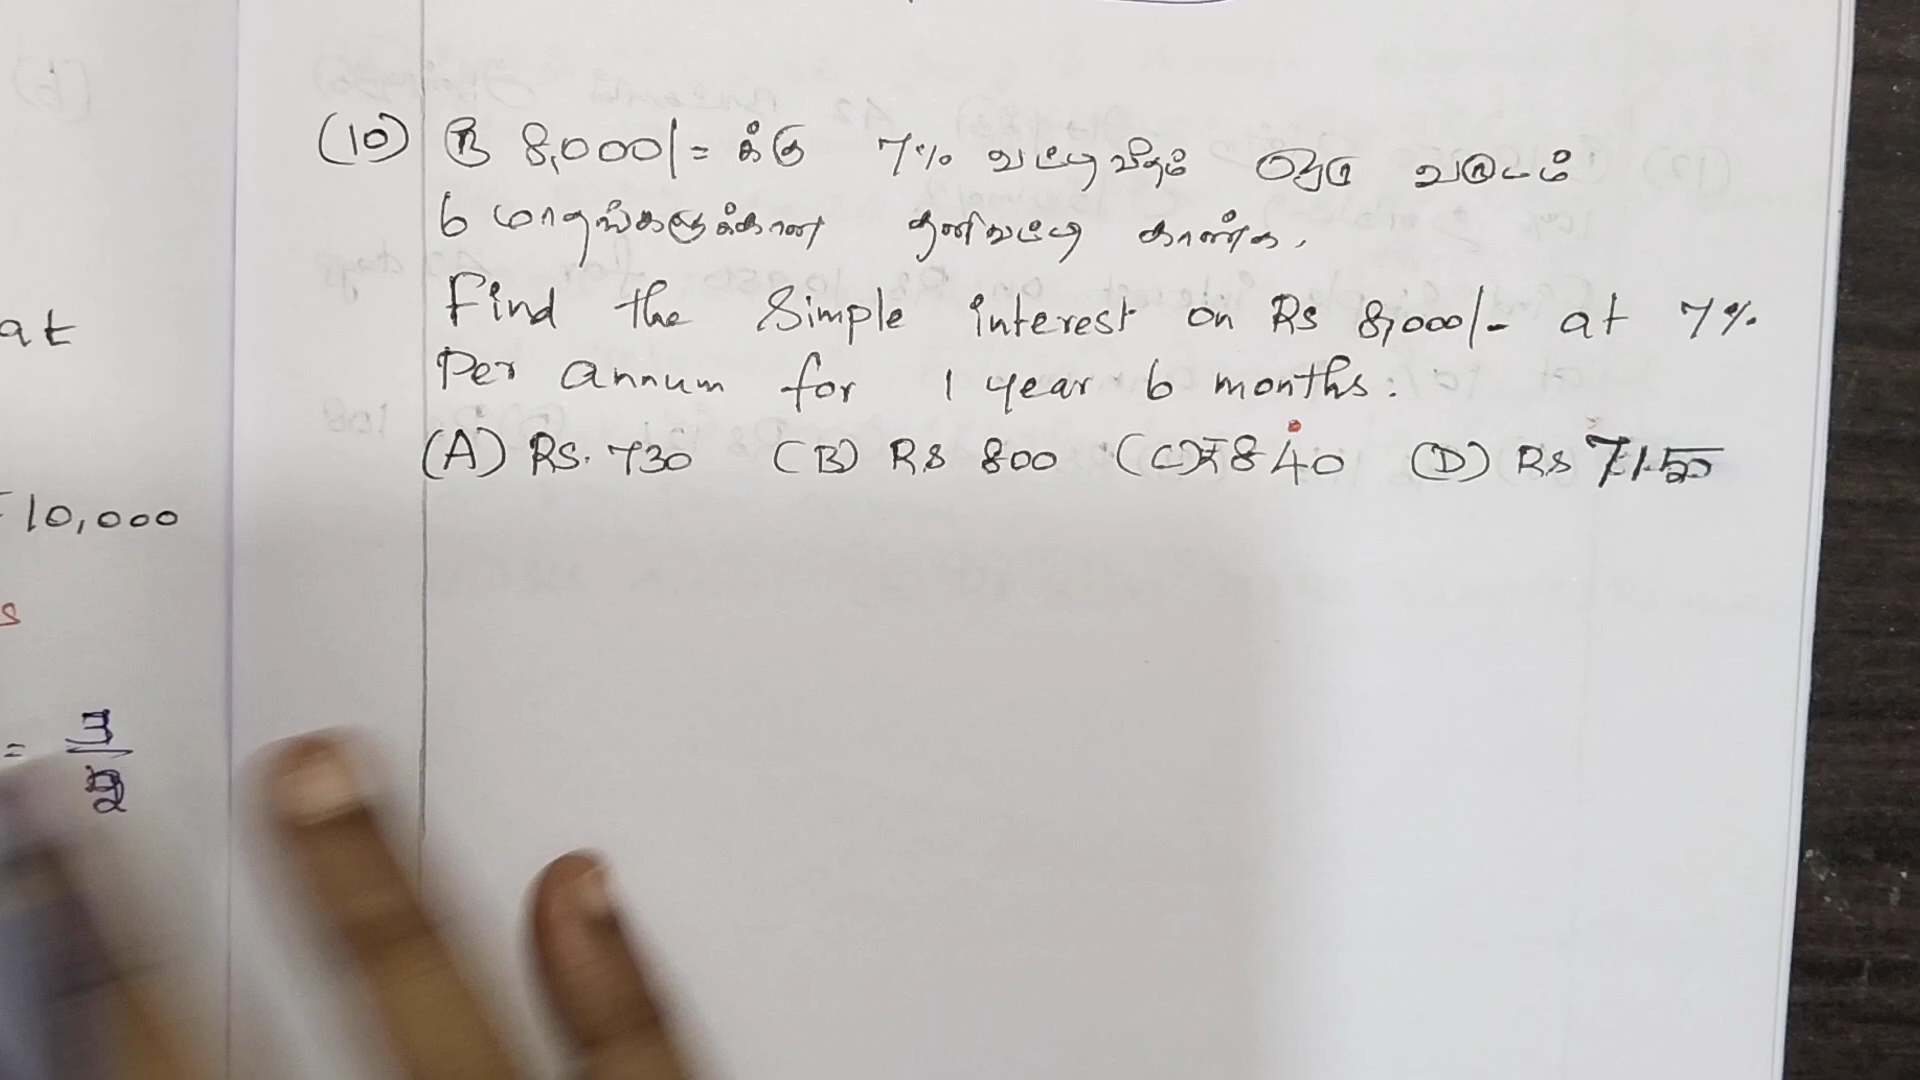 (10) ரூ 8,000/= க்கு 7% வட்டி வீதம் ஒரு வருடம்
6 மாதங்களுக்கான தனிவட்டி காண்க.
Find the Simple interest on Rs 8,000/- at 7%
Per annum for 1 year 6 months:
(A) Rs. 730 (B) Rs 800 (C) ₹ 840 (D) Rs
at
10,000
s
= 3/2